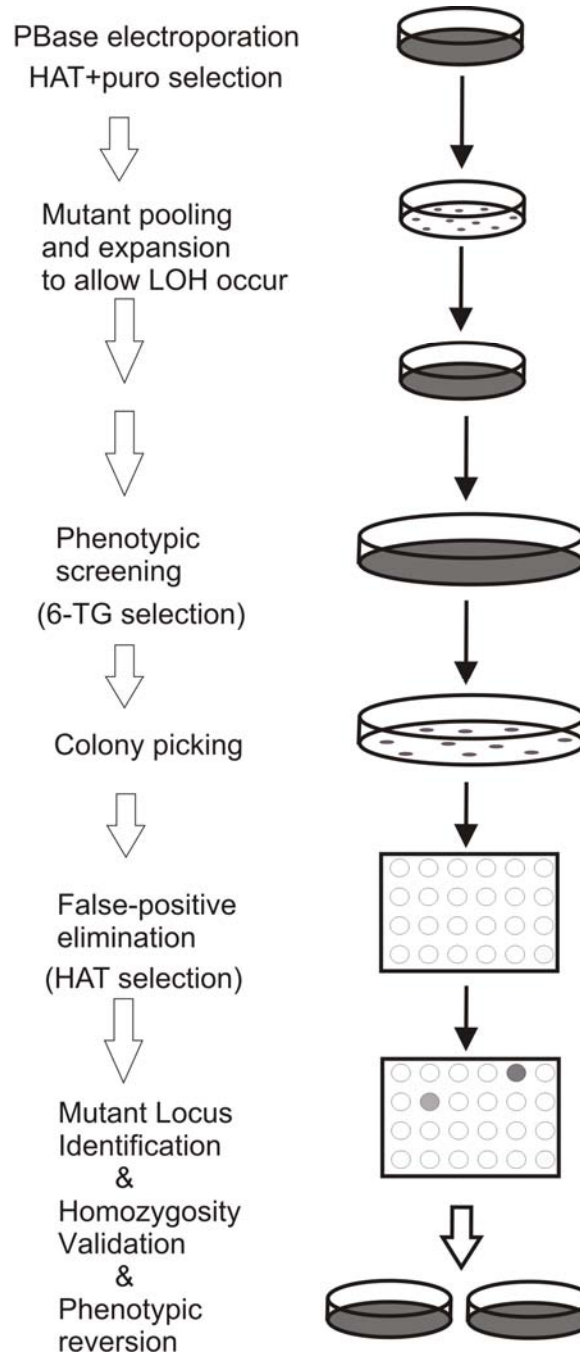 PBase electroporation
HAT+puro selection
Mutant pooling
and expansion
to allow LOH occur
Phenotypic
screening
(6-TG selection)
Colony picking
False-positive
elimination
(HAT selection)
Mutant Locus
Identification
&
Homozygosity
Validation
&
Phenotypic
reversion